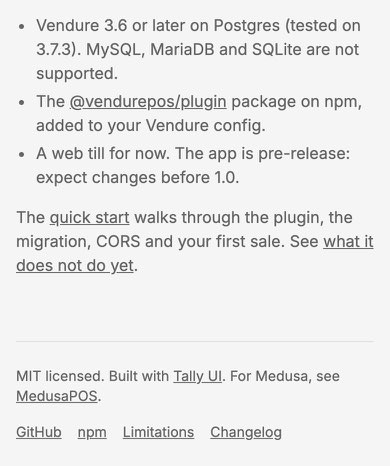 • Vendure 3.6 or later on Postgres (tested on
3.7.3). MySQL, MariaDB and SQLite are not
supported.
• The @vendurepos/plugin package on npm,
added to your Vendure config.
• A web till for now. The app is pre-release:
expect changes before 1.0.
The quick start walks through the plugin, the
migration, CORS and your first sale. See what it
does not do yet.
MIT licensed. Built with Tally UI. For Medusa, see
MedusaPOS.
GitHub npm Limitations Changelog